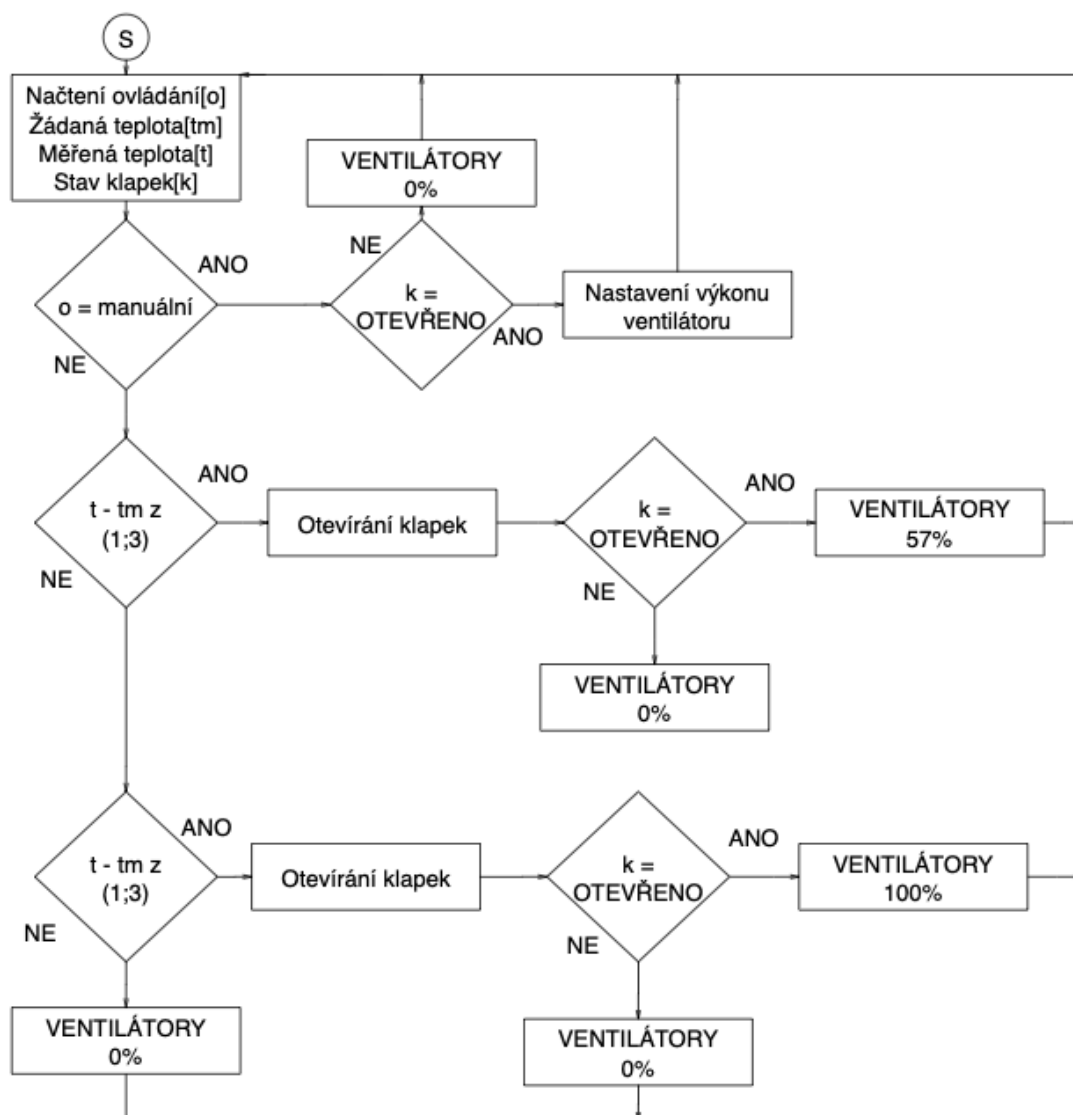 S
Načtení ovládání[o]
Žádaná teplota[tm]
Měřená teplota[t]
Stav klapek[k]
VENTILÁTORY
0%
NE
ANO
k =
OTEVŘENO
o = manuální
Nastavení výkonu
ventilátoru
ANO
NE
ANO
ANO
t - tm z
(1;3)
Otevírání klapek
k =
OTEVŘENO
VENTILÁTORY
57%
NE
NE
VENTILÁTORY
0%
ANO
ANO
t - tm z
(1;3)
Otevírání klapek
k =
OTEVŘENO
VENTILÁTORY
100%
NE
NE
VENTILÁTORY
0%
VENTILÁTORY
0%